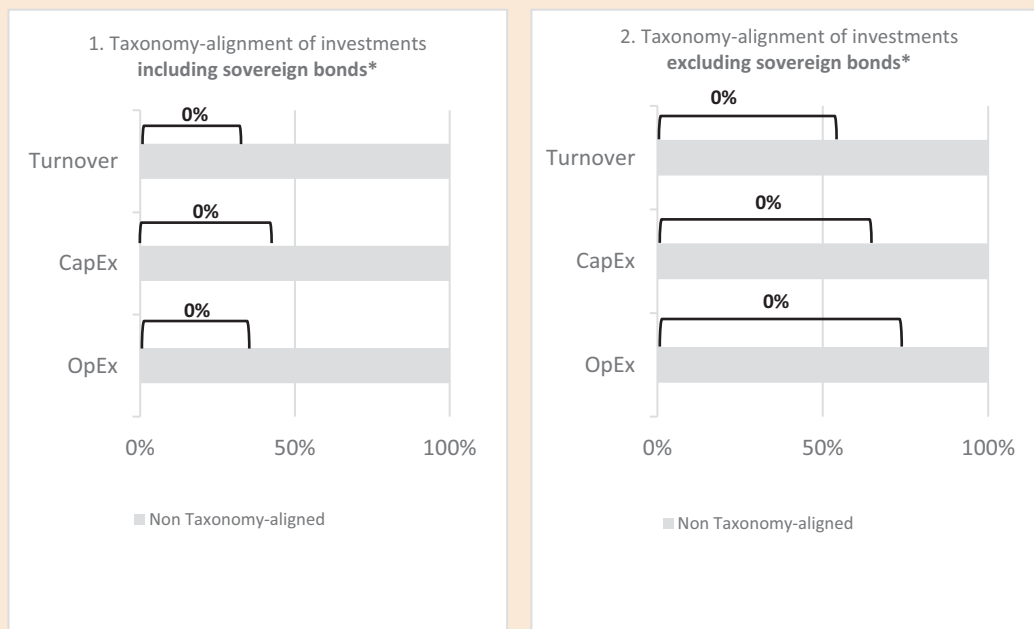 1. Taxonomy-alignment of investments
including sovereign bonds*
0%
Turnover
0%
CapEx
0%
OpEx
0% 50% 100%
Non Taxonomy-aligned
2. Taxonomy-alignment of investments
excluding sovereign bonds*
0%
Turnover
0%
CapEx
0%
OpEx
0% 50% 100%
Non Taxonomy-aligned